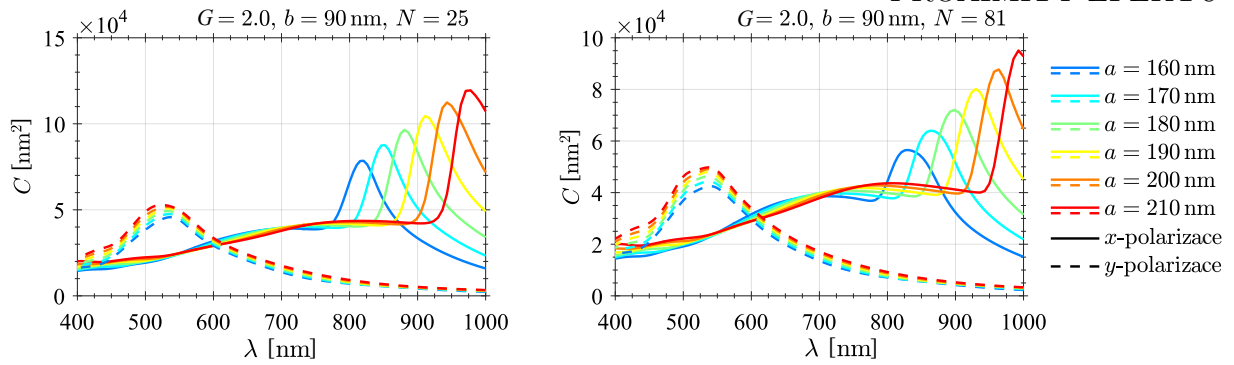 G = 2.0, b = 90 nm, N = 25
×10⁴
15
10
5
0
C [nm²]
400 500 600 700 800 900 1000
λ [nm]
G = 2.0, b = 90 nm, N = 81
×10⁴
10
8
6
4
2
0
C [nm²]
400 500 600 700 800 900 1000
λ [nm]
a = 160 nm
a = 170 nm
a = 180 nm
a = 190 nm
a = 200 nm
a = 210 nm
x-polarizace
y-polarizace